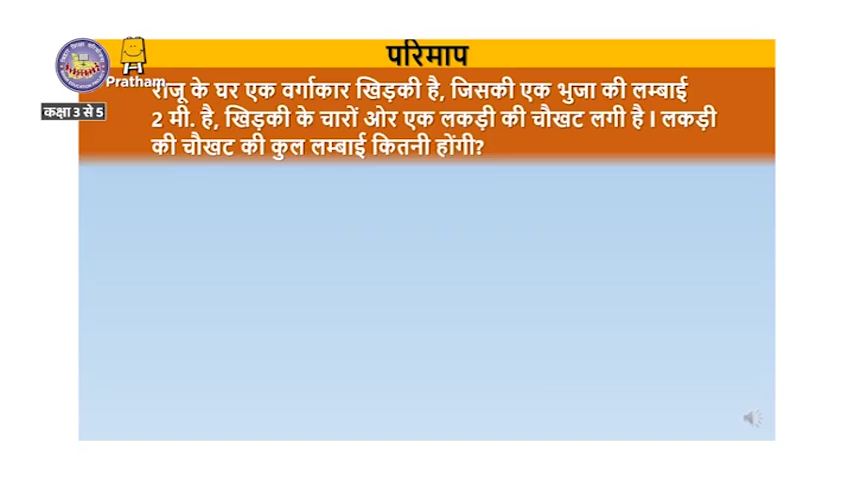 परिमाप
Pratham
कक्षा 3 से 5
राजू के घर एक वर्गाकार खिड़की है, जिसकी एक भुजा की लम्बाई
2 मी. है, खिड़की के चारों ओर एक लकड़ी की चौखट लगी है। लकड़ी
की चौखट की कुल लम्बाई कितनी होंगी?